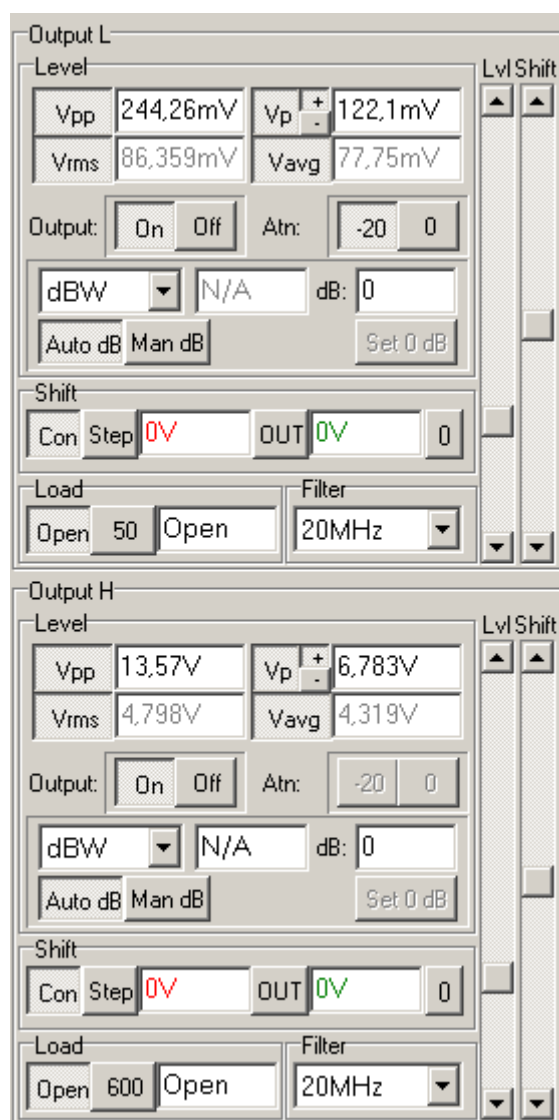 Output L
Level
Lvl Shift
Vpp 244,26mV Vp + - 122,1mV
Vrms 86,359mV Vavg 77,75mV
Output: On Off Atn: -20 0
dBW N/A dB: 0
Auto dB Man dB Set 0 dB
Shift
Con Step 0V OUT 0V 0
Load Filter
Open 50 Open 20MHz
Output H
Level
Lvl Shift
Vpp 13,57V Vp + - 6,783V
Vrms 4,798V Vavg 4,319V
Output: On Off Atn: -20 0
dBW N/A dB: 0
Auto dB Man dB Set 0 dB
Shift
Con Step 0V OUT 0V 0
Load Filter
Open 600 Open 20MHz